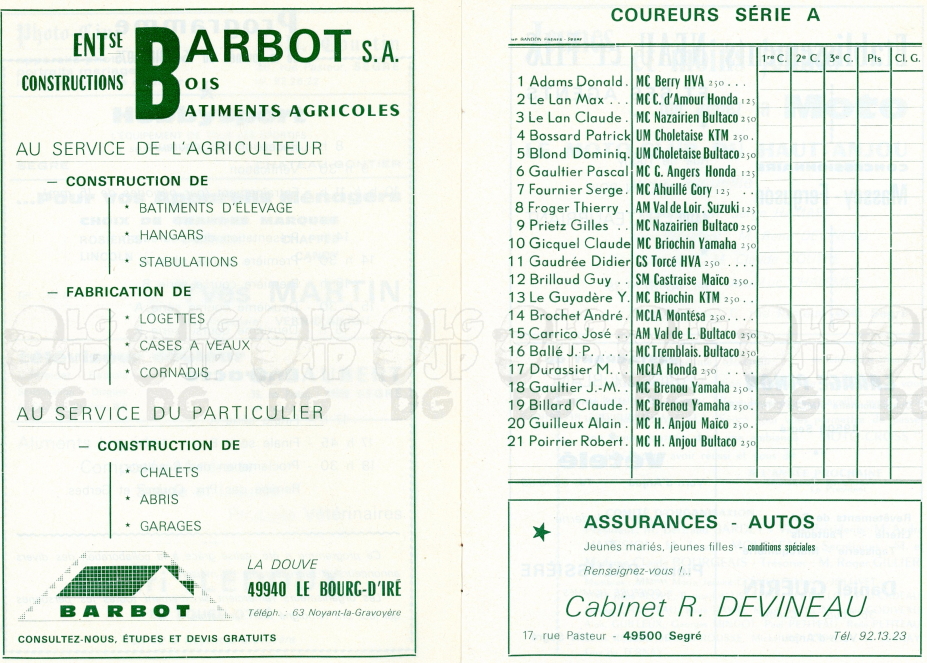 ENTSE BARBOT S.A.
CONSTRUCTIONS BOIS
BATIMENTS AGRICOLES
AU SERVICE DE L'AGRICULTEUR
— CONSTRUCTION DE
* BATIMENTS D'ÉLEVAGE
* HANGARS
* STABULATIONS
— FABRICATION DE
* LOGETTES
* CASES A VEAUX
* CORNADIS
AU SERVICE DU PARTICULIER
— CONSTRUCTION DE
* CHALETS
* ABRIS
* GARAGES
BARBOT
LA DOUVE
49940 LE BOURG-D'IRÉ
Téléph. : 63 Noyant-la-Gravoyère
CONSULTEZ-NOUS, ÉTUDES ET DEVIS GRATUITS
COUREURS SÉRIE A
1re C. 2e C. 3e C. Pts Cl. G.
1 Adams Donald . MC Berry HVA 250 . . .
2 Le Lan Max . . . MC C. d'Amour Honda 125
3 Le Lan Claude . MC Nazairien Bultaco 250
4 Bossard Patrick UM Choletaise KTM 250 .
5 Blond Dominiq. UM Choletaise Bultaco 250
6 Gaultier Pascal MC G. Angers Honda 125
7 Fournier Serge . MC Ahuillé Gory 125 . . .
8 Froger Thierry . AM Val de Loir. Suzuki 125
9 Prietz Gilles . . MC Nazairien Bultaco 250
10 Gicquel Claude MC Briochin Yamaha 250 .
11 Gaudrée Didier GS Torcé HVA 250 . . . .
12 Brillaud Guy . . SM Castraise Maïco 250 .
13 Le Guyadère Y. MC Briochin KTM 250 . .
14 Brochet André . MCLA Montésa 250 . . . .
15 Carrico José . . AM Val de L. Bultaco 250
16 Ballé J. P. . . . . MC Tremblais. Bultaco 250
17 Durassier M. . . MCLA Honda 250 . . . .
18 Gaultier J.-M. . MC Brenou Yamaha 250 .
19 Billard Claude . MC Brenou Yamaha 250 .
20 Guilleux Alain . MC H. Anjou Maïco 250 .
21 Poirrier Robert . MC H. Anjou Bultaco 250
ASSURANCES - AUTOS
Jeunes mariés, jeunes filles - conditions spéciales
Renseignez-vous !...
Cabinet R. DEVINEAU
17, rue Pasteur - 49500 Segré Tél. 92.13.23
LG
JP
DG